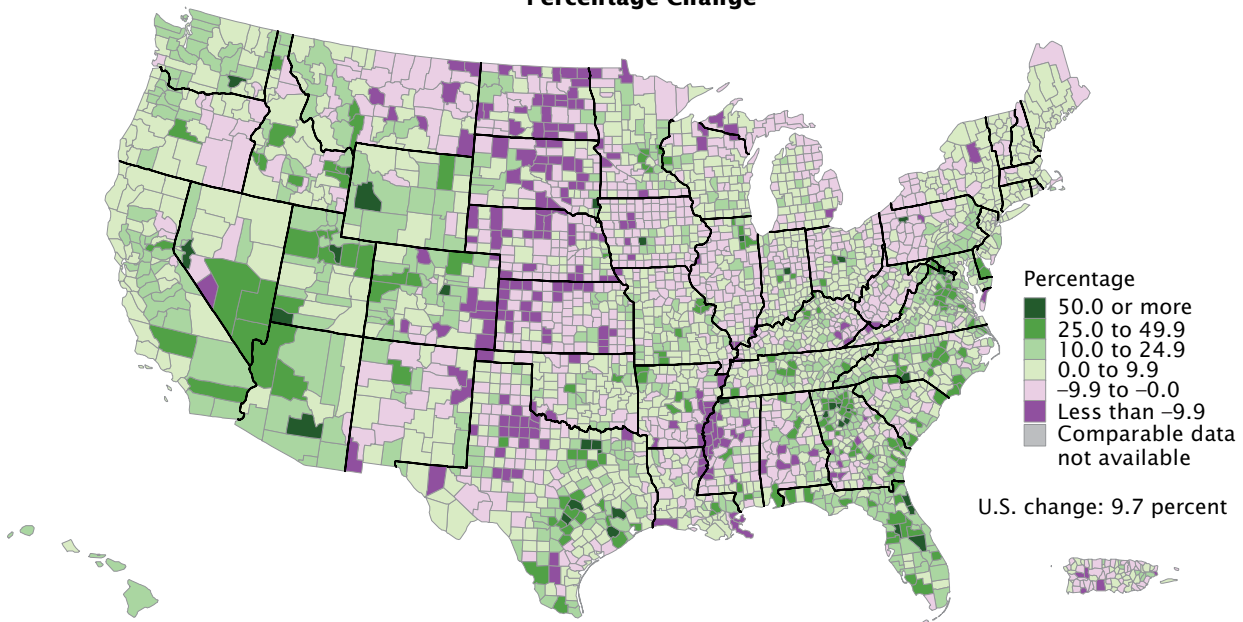 Percentage Change
Percentage
50.0 or more
25.0 to 49.9
10.0 to 24.9
0.0 to 9.9
–9.9 to –0.0
Less than –9.9
Comparable data
not available
U.S. change: 9.7 percent